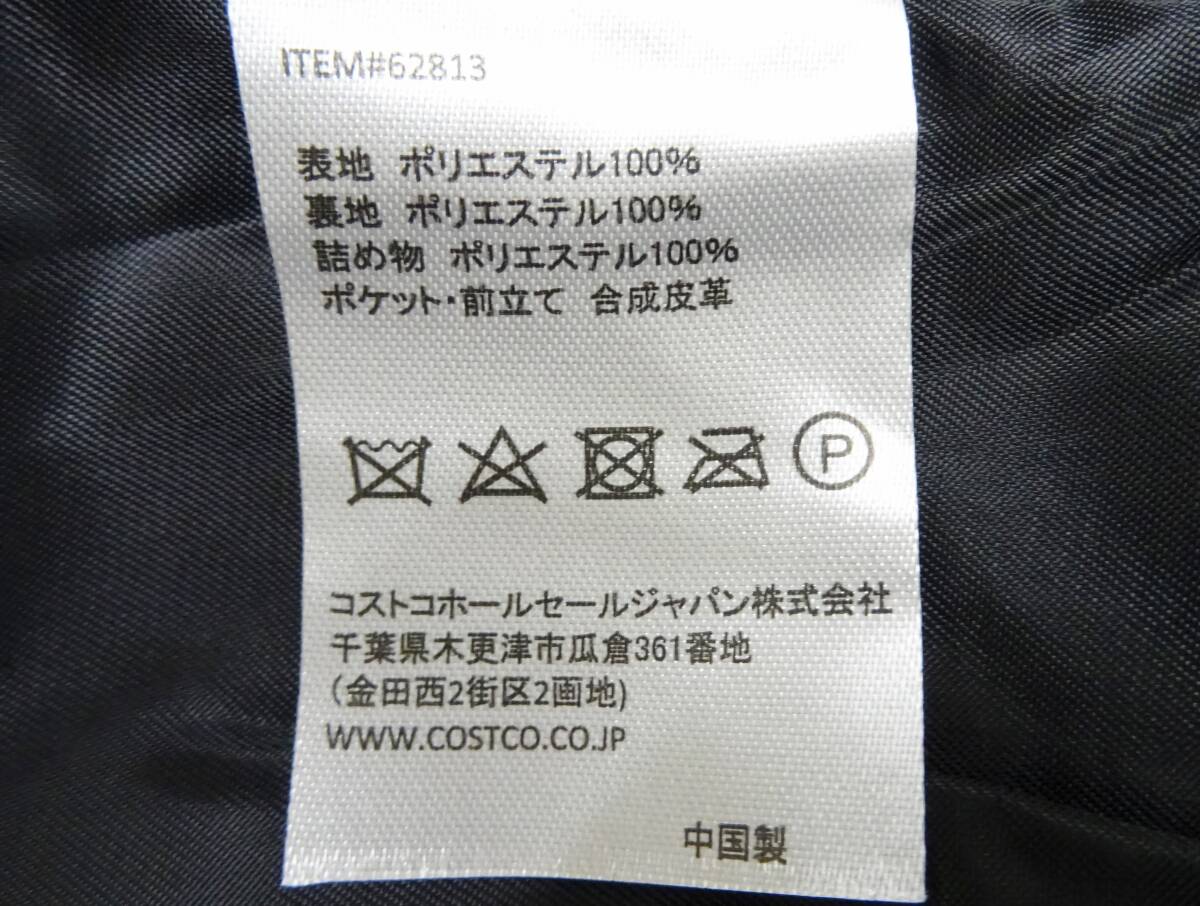 ITEM#62813
表地 ポリエステル100%
裏地 ポリエステル100%
詰め物 ポリエステル100%
ポケット・前立て 合成皮革
P
コストコホールセールジャパン株式会社
千葉県木更津市瓜倉361番地
(金田西2街区2画地)
WWW.COSTCO.CO.JP
中国製